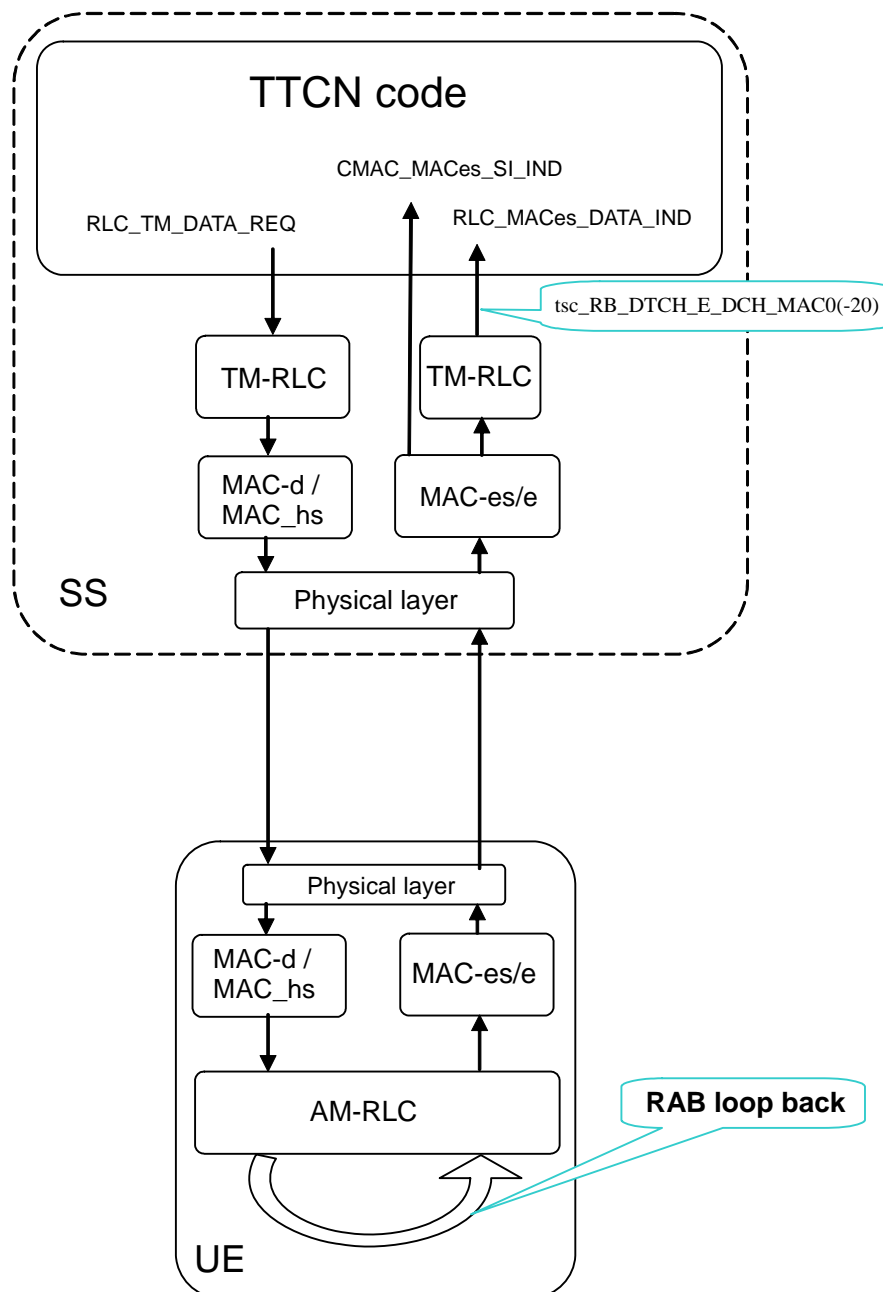 TTCN code
CMAC_MACes_SI_IND
RLC_TM_DATA_REQ
RLC_MACes_DATA_IND
tsc_RB_DTCH_E_DCH_MAC0(-20)
TM-RLC
TM-RLC
MAC-d /
MAC_hs
MAC-es/e
SS
Physical layer
Physical layer
MAC-d /
MAC_hs
MAC-es/e
AM-RLC
RAB loop back
UE